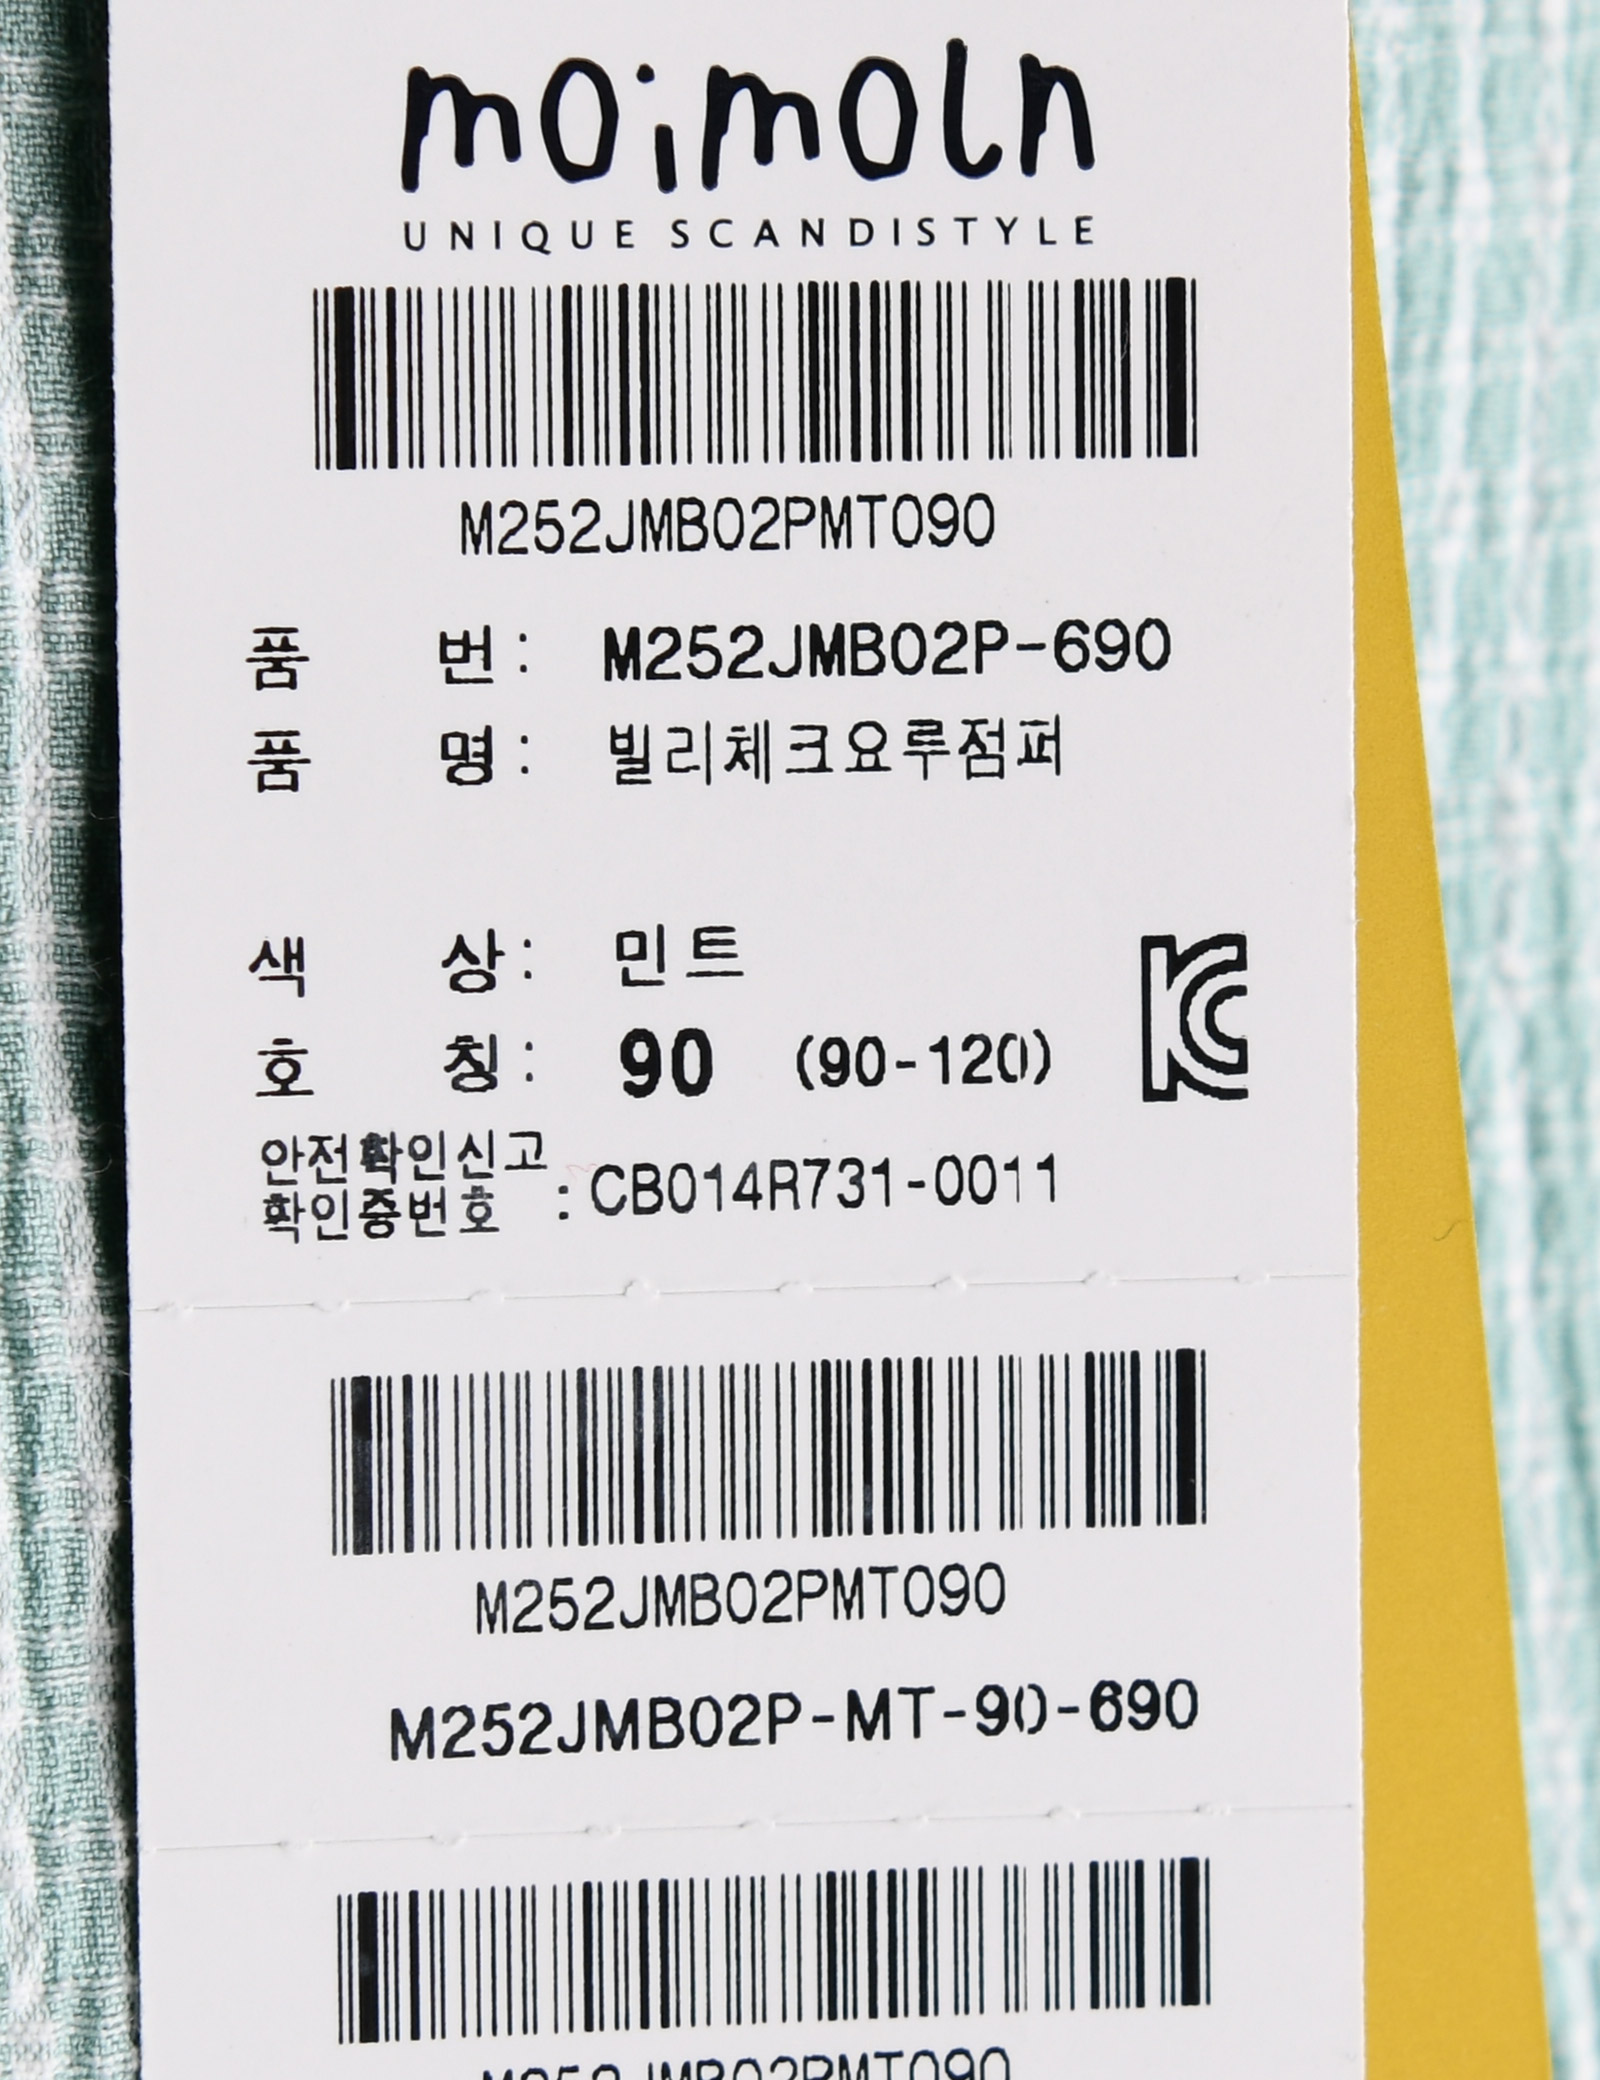 moimoln
UNIQUE SCANDISTYLE
M252JMB02PMT090
품 번 : M252JMB02P-690
품 명 : 빌리체크요루점퍼
색 상 : 민트
호 칭 : 90 (90-120)
안전확인신고
확인증번호 : CB014R731-0011
M252JMB02PMT090
M252JMB02P-MT-90-690
M252JMB02PMT090